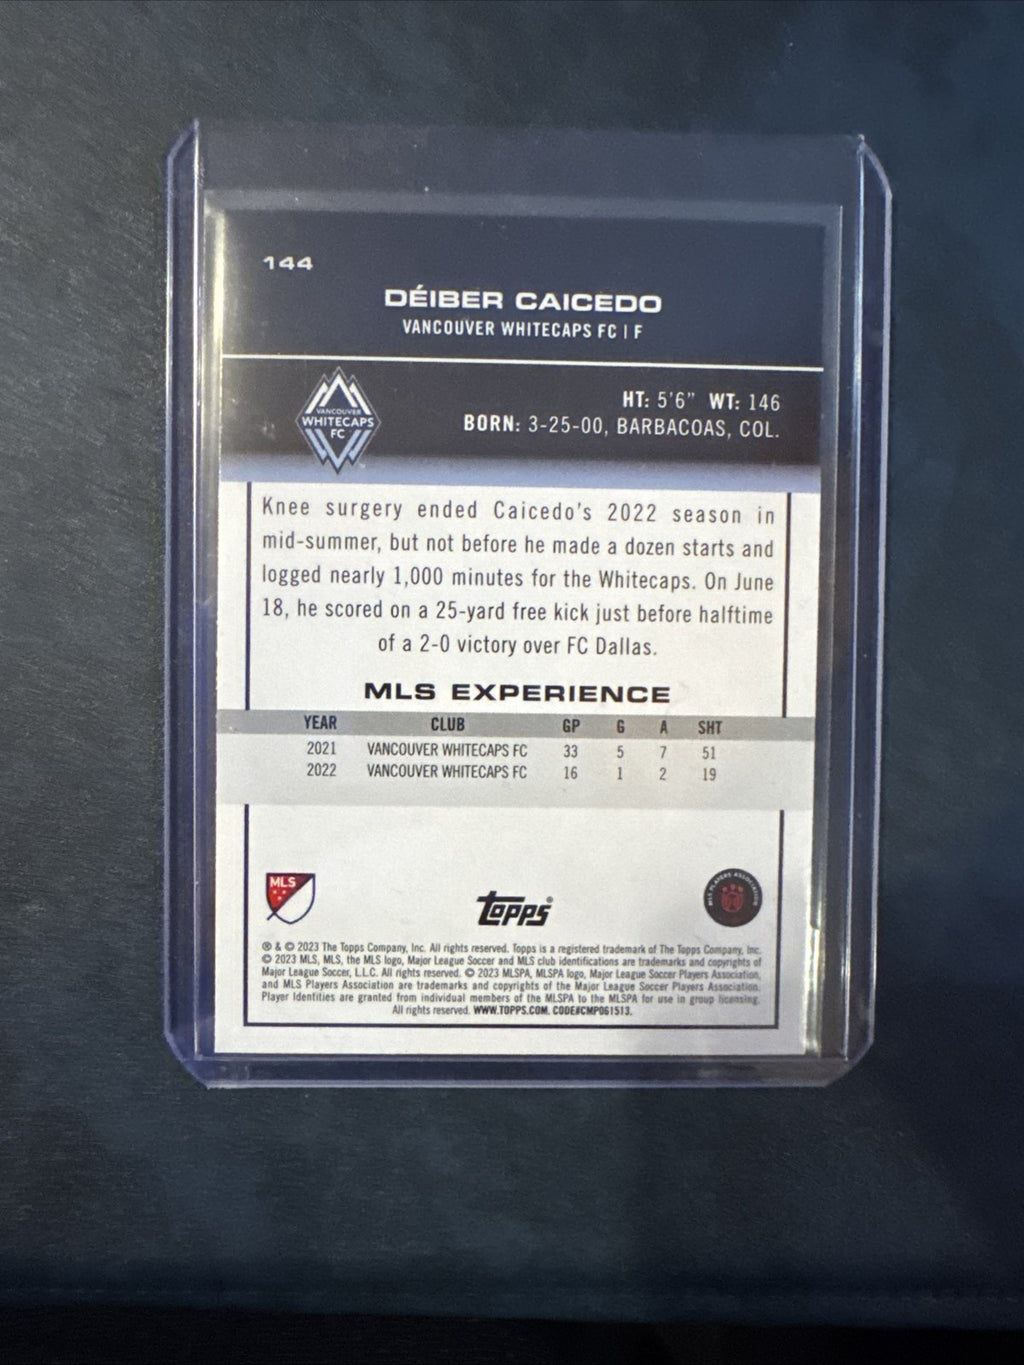 144
DÉIBER CAICEDO
VANCOUVER WHITECAPS FC | F
VANCOUVER
WHITECAPS
FC
HT: 5'6" WT: 146
BORN: 3-25-00, BARBACOAS, COL.
Knee surgery ended Caicedo's 2022 season in
mid-summer, but not before he made a dozen starts and
logged nearly 1,000 minutes for the Whitecaps. On June
18, he scored on a 25-yard free kick just before halftime
of a 2-0 victory over FC Dallas.
MLS EXPERIENCE
YEAR CLUB GP G A SHT
2021 VANCOUVER WHITECAPS FC 33 5 7 51
2022 VANCOUVER WHITECAPS FC 16 1 2 19
MLS
Topps®
MLS PLAYERS ASSOCIATION
® & © 2023 The Topps Company, Inc. All rights reserved. Topps is a registered trademark of The Topps Company, Inc.
© 2023 MLS, MLS, the MLS logo, Major League Soccer and MLS club identifications are trademarks and copyrights of
Major League Soccer, L.L.C. All rights reserved. © 2023 MLSPA, MLSPA logo, Major League Soccer Players Association,
and MLS Players Association are trademarks and copyrights of the Major League Soccer Players Association.
Player Identities are granted from individual members of the MLSPA to the MLSPA for use in group licensing.
All rights reserved. WWW.TOPPS.COM. CODE#CMP061513.